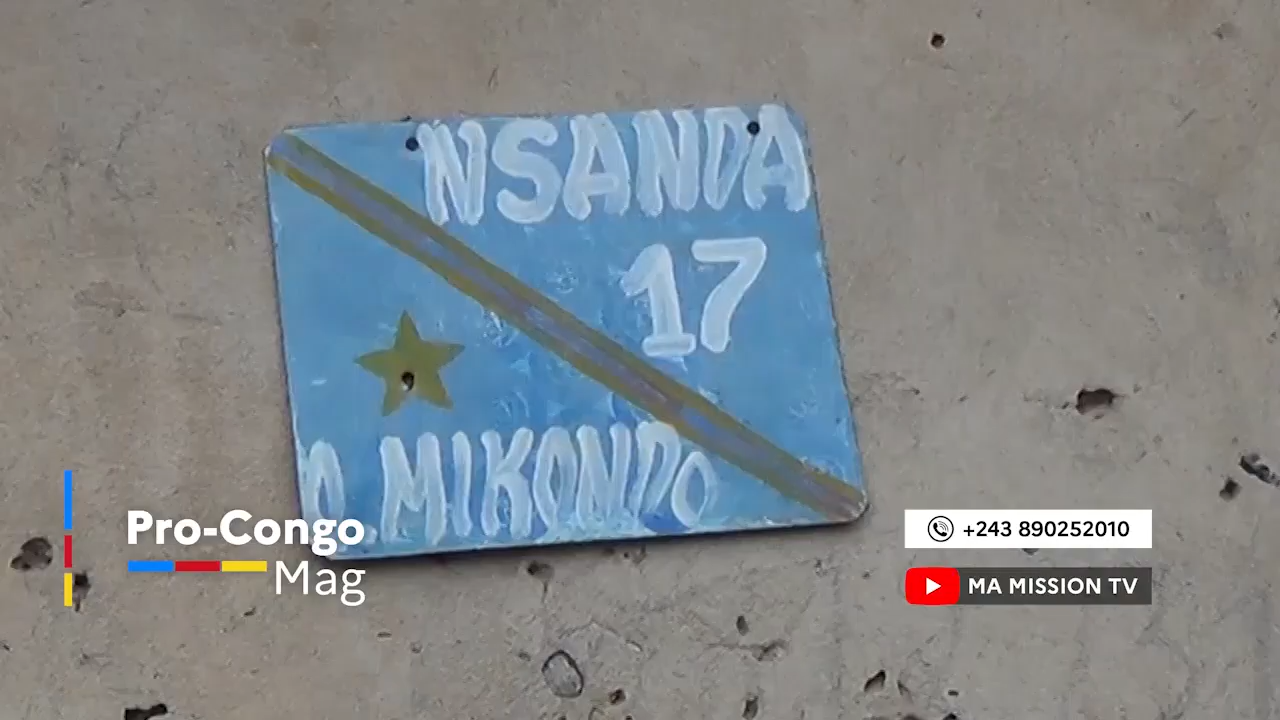 NSANDA
17
Q. MIKONDO
Pro-Congo
Mag
+243 890252010
MA MISSION TV